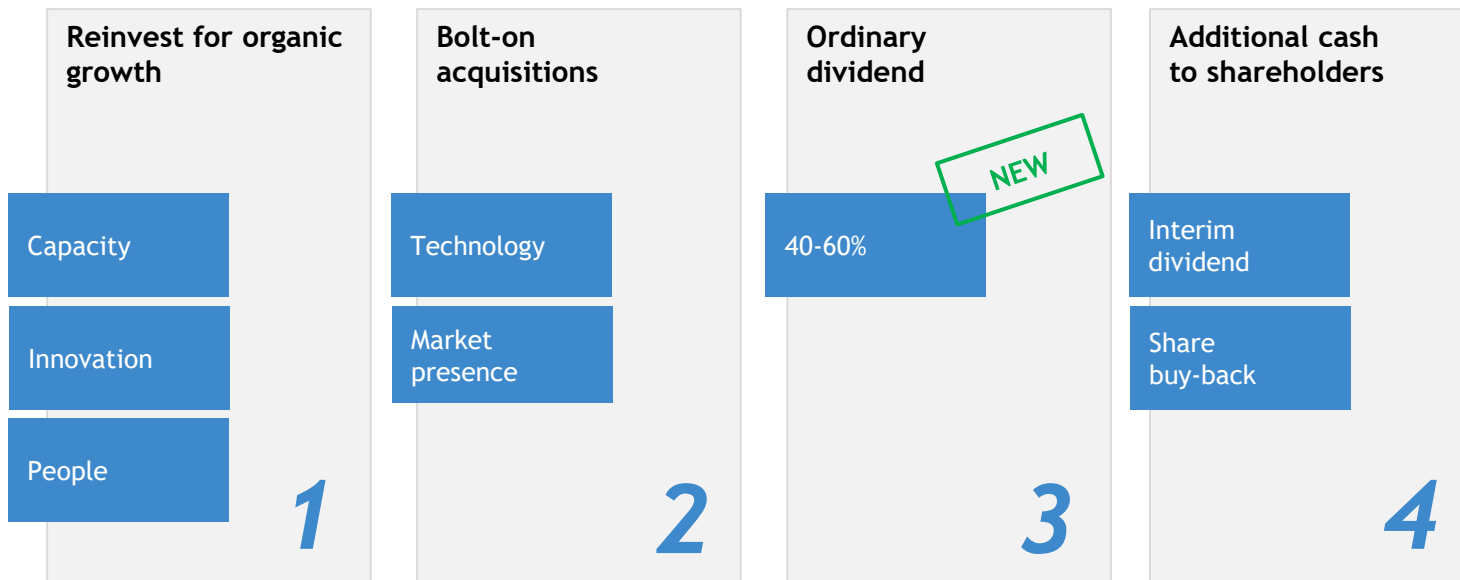 Reinvest for organic
growth
Capacity
Innovation
People
1
Bolt-on
acquisitions
Technology
Market
presence
2
Ordinary
dividend
NEW
40-60%
3
Additional cash
to shareholders
Interim
dividend
Share
buy-back
4